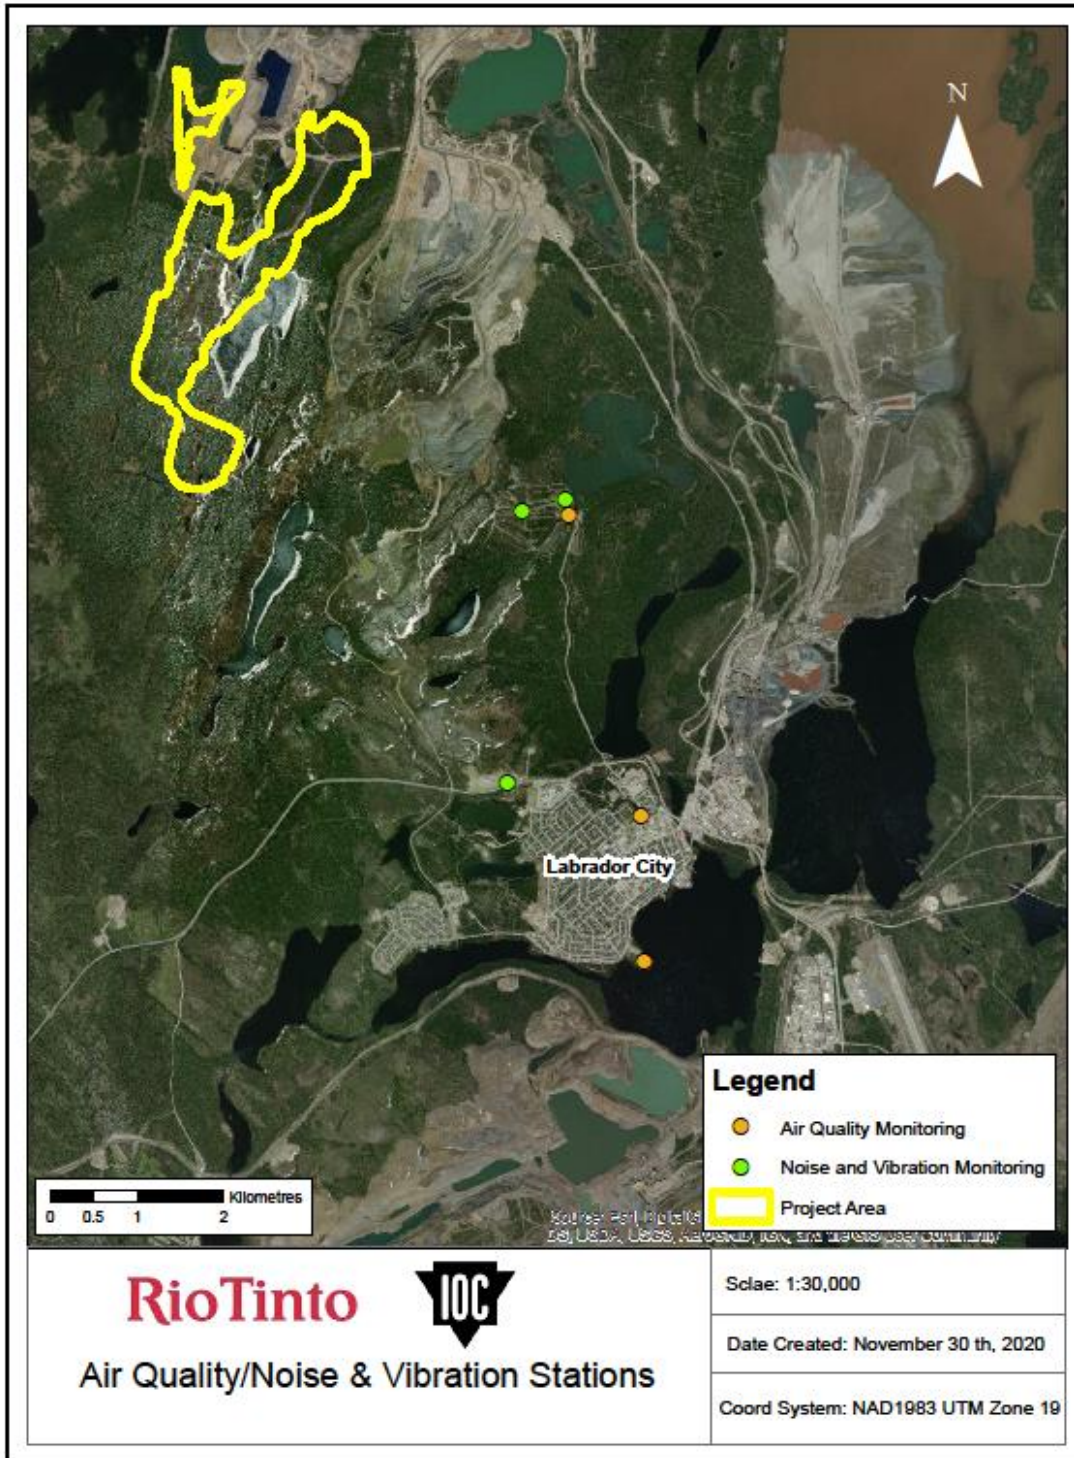 N
Labrador City
Legend
Air Quality Monitoring
Noise and Vibration Monitoring
Project Area
Kilometres
0 0.5 1 2
RioTinto
IOC
Air Quality/Noise & Vibration Stations
Sclae: 1:30,000
Date Created: November 30 th, 2020
Coord System: NAD1983 UTM Zone 19